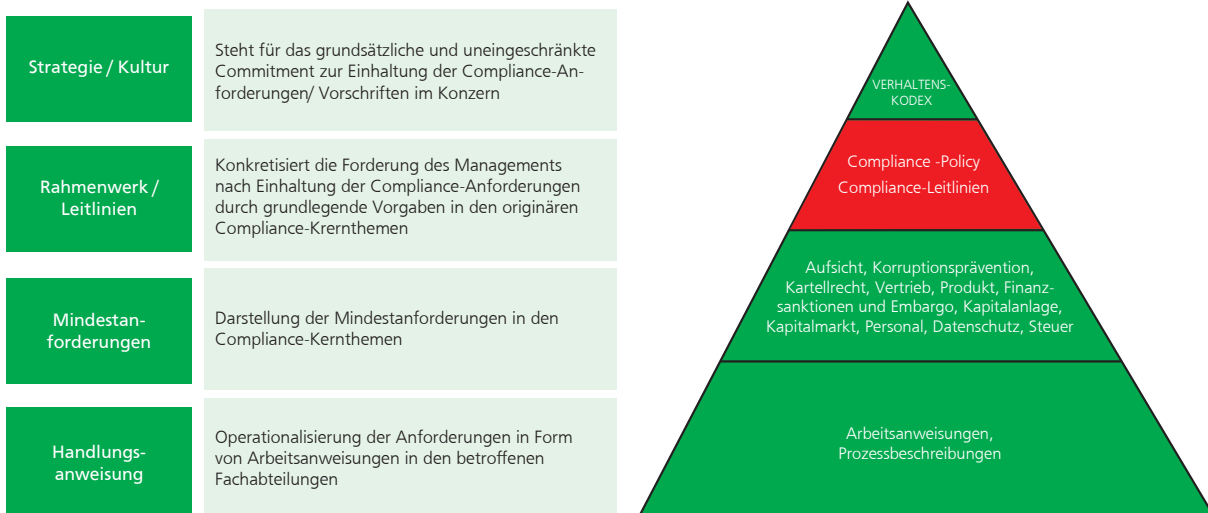 Strategie / Kultur
Steht für das grundsätzliche und uneingeschränkte
Commitment zur Einhaltung der Compliance-An-
forderungen/ Vorschriften im Konzern
Rahmenwerk /
Leitlinien
Konkretisiert die Forderung des Managements
nach Einhaltung der Compliance-Anforderungen
durch grundlegende Vorgaben in den originären
Compliance-Krernthemen
Mindestan-
forderungen
Darstellung der Mindestanforderungen in den
Compliance-Kernthemen
Handlungs-
anweisung
Operationalisierung der Anforderungen in Form
von Arbeitsanweisungen in den betroffenen
Fachabteilungen
VERHALTENS-
KODEX
Compliance -Policy
Compliance-Leitlinien
Aufsicht, Korruptionsprävention,
Kartellrecht, Vertrieb, Produkt, Finanz-
sanktionen und Embargo, Kapitalanlage,
Kapitalmarkt, Personal, Datenschutz, Steuer
Arbeitsanweisungen,
Prozessbeschreibungen